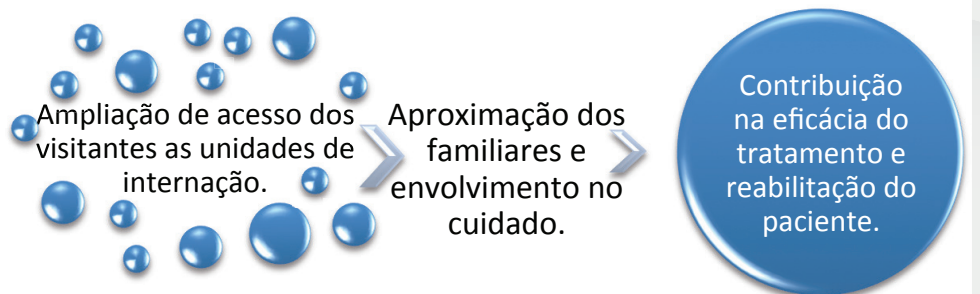 Ampliação de acesso dos
visitantes as unidades de
internação.
Aproximação dos
familiares e
envolvimento no
cuidado.
Contribuição
na eficácia do
tratamento e
reabilitação do
paciente.